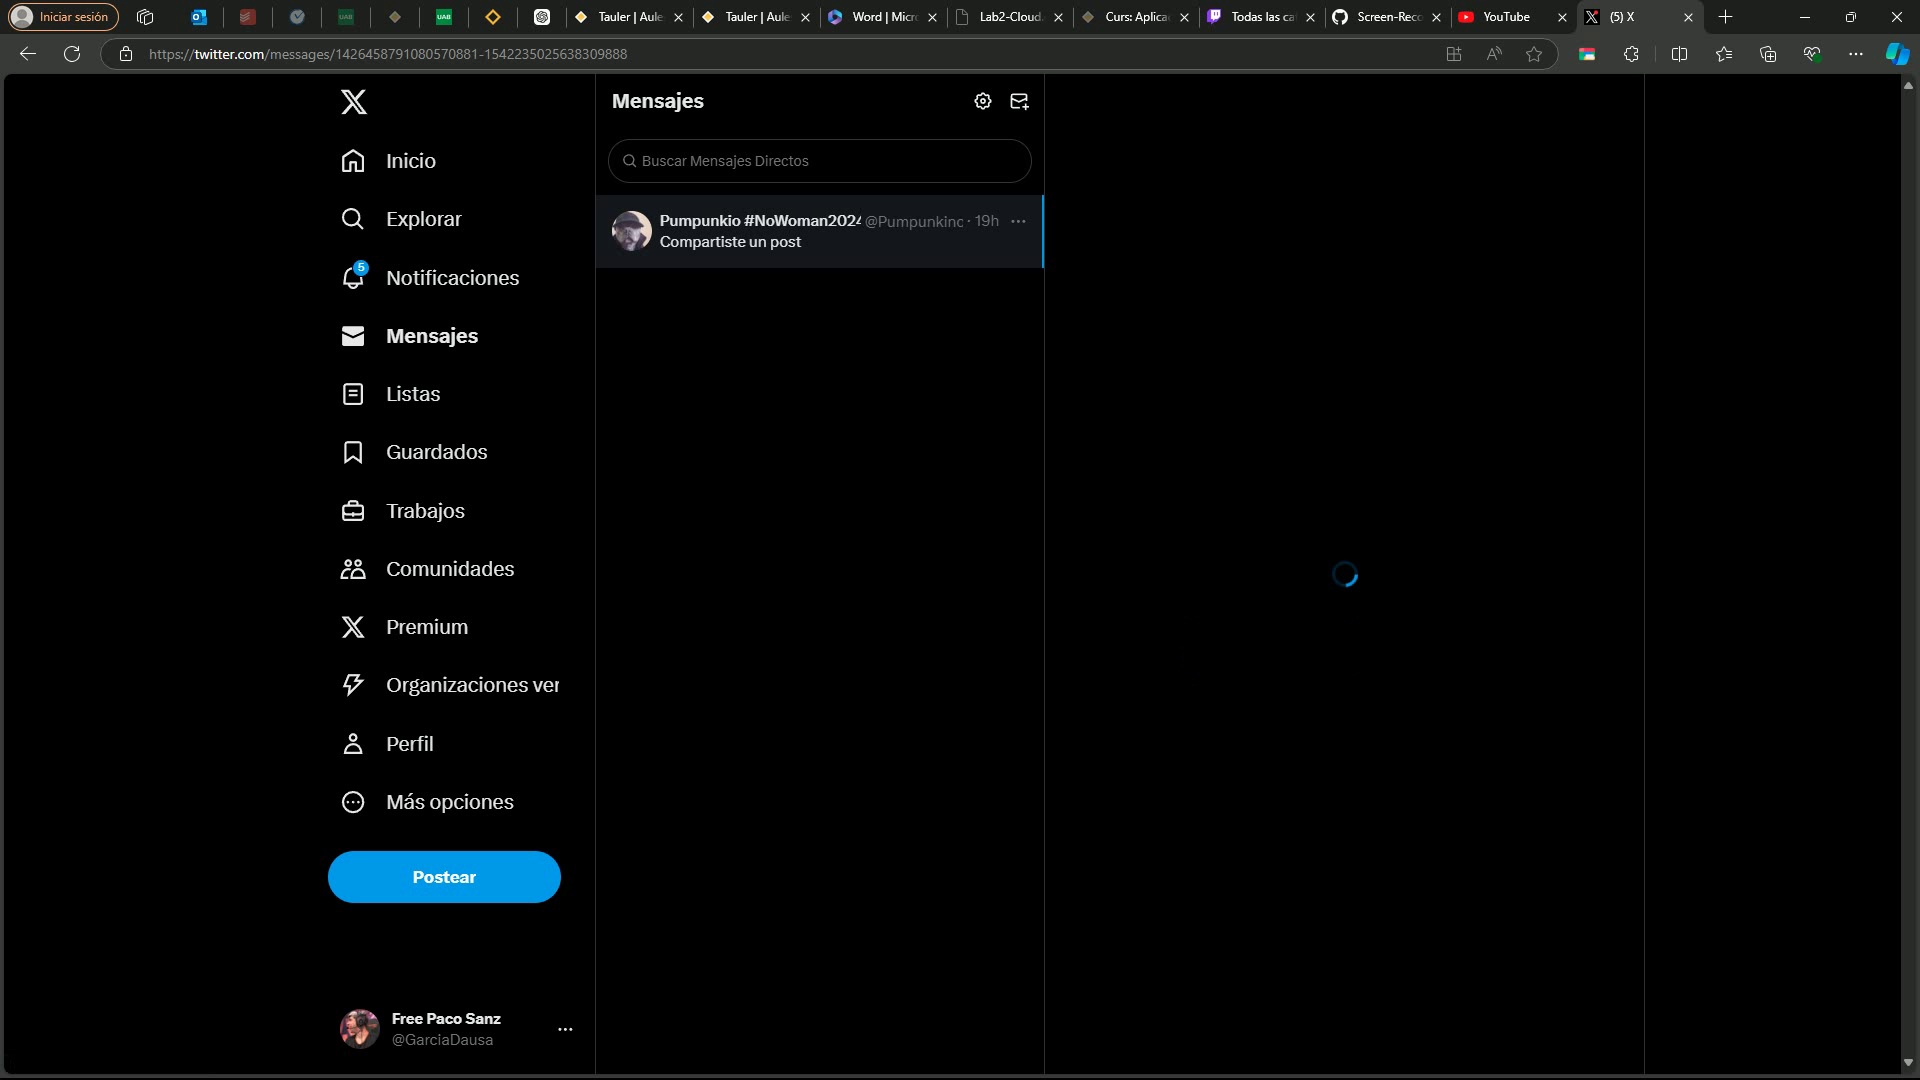 Iniciar sesión
Tauler | Aule
Tauler | Aule
Word | Micr
Lab2-Cloud
Curs: Aplica
Todas las ca
Screen-Rec
YouTube
(5) X
https://twitter.com/messages/1426458791080570881-1542235025638309888
Inicio
Explorar
5
Notificaciones
Mensajes
Listas
Guardados
Trabajos
Comunidades
Premium
Organizaciones ver
Perfil
Más opciones
Postear
Free Paco Sanz
@GarciaDausa
Mensajes
Buscar Mensajes Directos
Pumpunkio #NoWoman2024 @Pumpunkinc · 19h
Compartiste un post